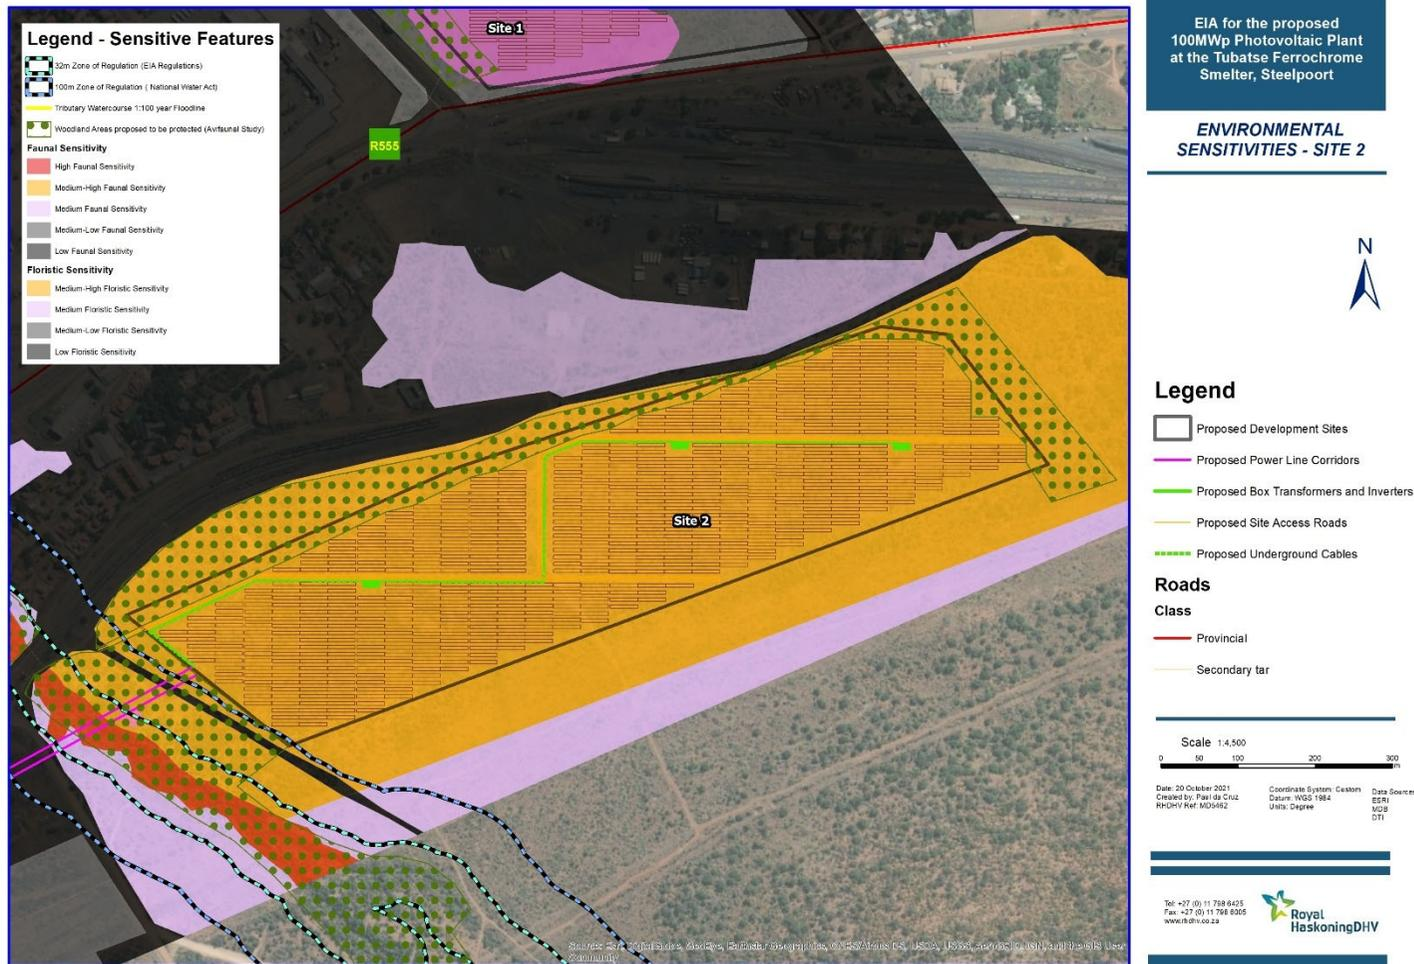 Legend - Sensitive Features
32m Zone of Regulation (EIA Regulations)
100m Zone of Regulation ( National Water Act)
Tributary Watercourse 1:100 year Floodline
Woodland Areas proposed to be protected (Avifaunal Study)
Faunal Sensitivity
High Faunal Sensitivity
Medium-High Faunal Sensitivity
Medium Faunal Sensitivity
Medium-Low Faunal Sensitivity
Low Faunal Sensitivity
Floristic Sensitivity
Medium-High Floristic Sensitivity
Medium Floristic Sensitivity
Medium-Low Floristic Sensitivity
Low Floristic Sensitivity
Site 1
R555
Site 2
EIA for the proposed
100MWp Photovoltaic Plant
at the Tubatse Ferrochrome
Smelter, Steelpoort
ENVIRONMENTAL
SENSITIVITIES - SITE 2
N
Legend
Proposed Development Sites
Proposed Power Line Corridors
Proposed Box Transformers and Inverters
Proposed Site Access Roads
Proposed Underground Cables
Roads
Class
Provincial
Secondary tar
Scale 1:4,500
0 50 100 200 300
Date: 20 October 2021
Created by: Paul da Cruz
RHDHV Ref: MD5462
Coordinate System: Custom
Datum: WGS 1984
Units: Degree
Data Sources
ESRI
MDB
DTI
Tel: +27 (0) 11 798 6425
Fax: +27 (0) 11 798 6005
www.rhdhv.co.za
Royal
HaskoningDHV
Community